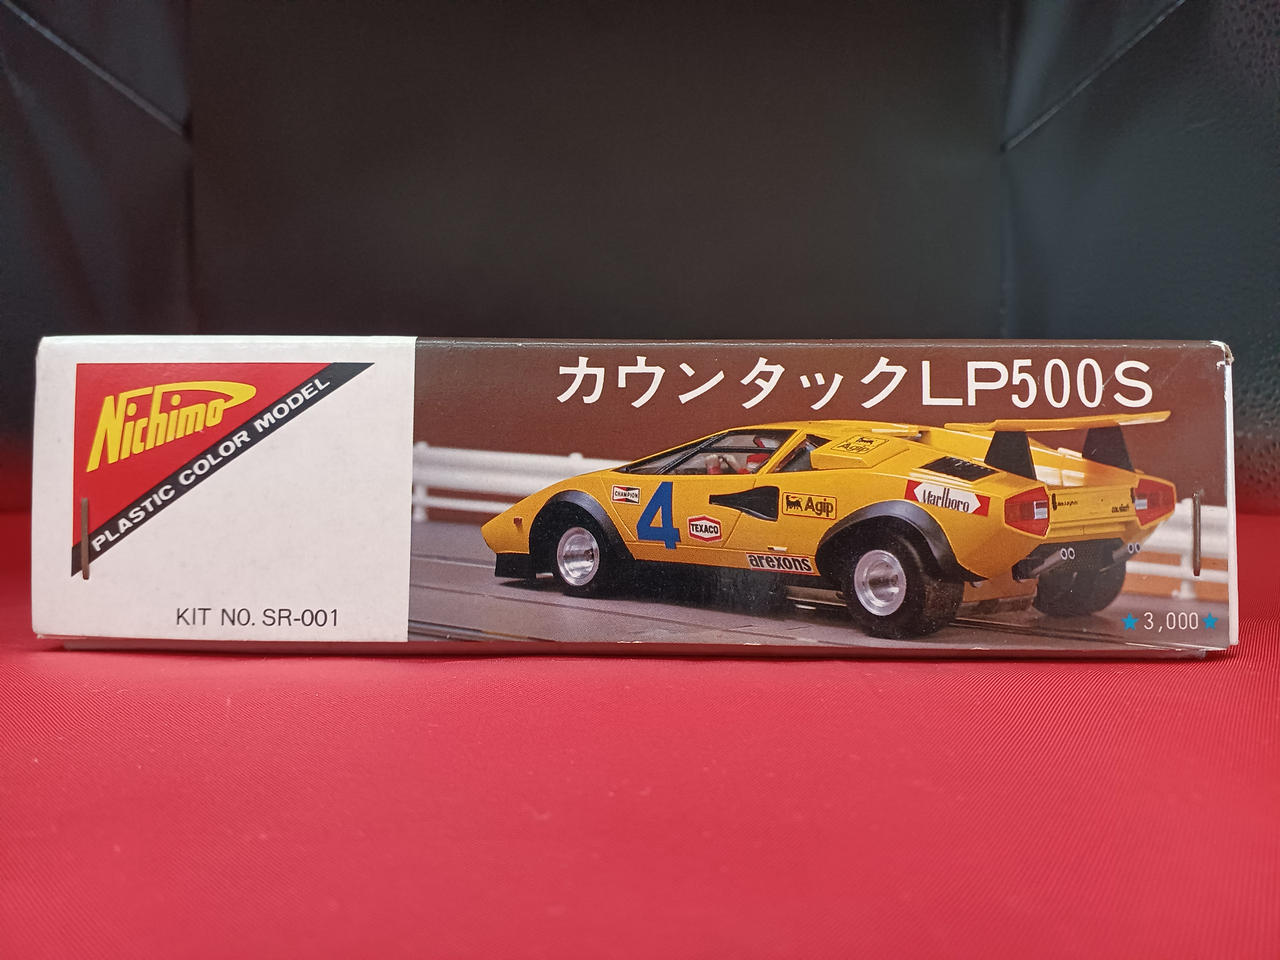 Nichimo
PLASTIC COLOR MODEL
KIT NO. SR-001
カウンタックLP500S
Agip
CHAMPION
4
TEXACO
Agip
Marlboro
arexons
★3,000★